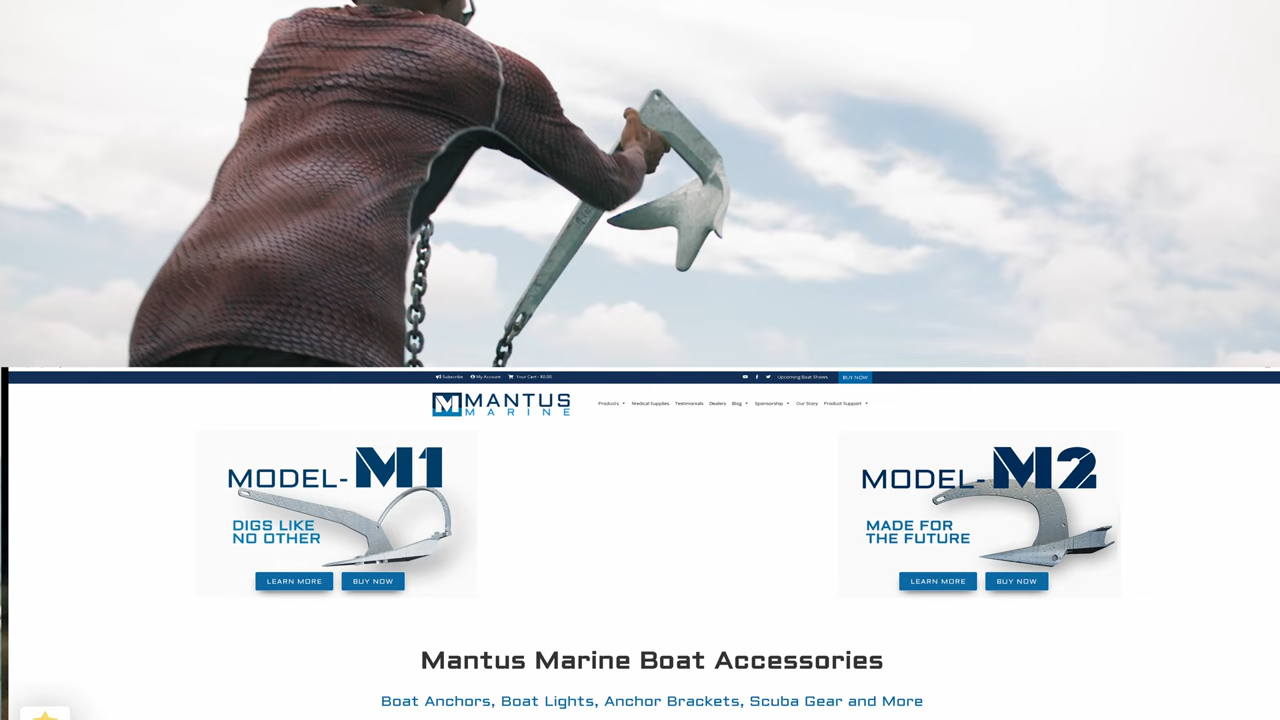 Subscribe My Account Your Cart - $0.00 Upcoming Boat Shows BUY NOW
MANTUS
MARINE
Products Medical Supplies Testimonials Dealers Blog Sponsorship Our Story Product Support
MODEL-M1
DIGS LIKE
NO OTHER
LEARN MORE BUY NOW
MODEL-M2
MADE FOR
THE FUTURE
LEARN MORE BUY NOW
Mantus Marine Boat Accessories
Boat Anchors, Boat Lights, Anchor Brackets, Scuba Gear and More